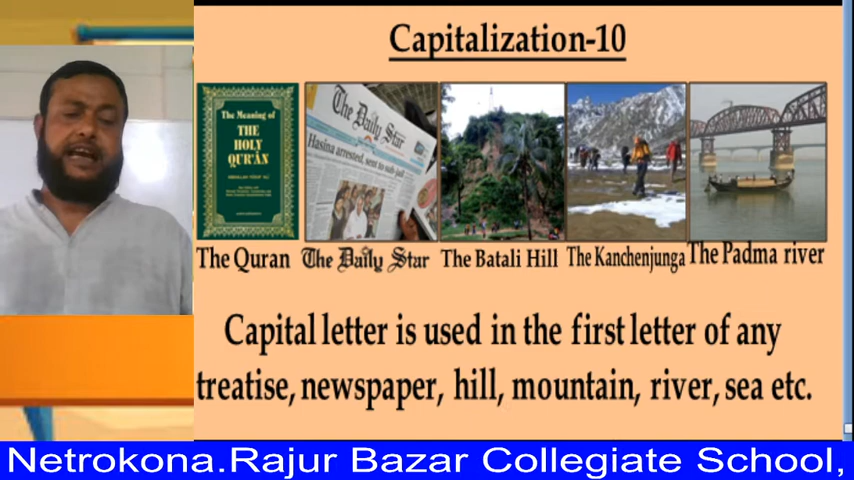 Capitalization-10
The Meaning of
THE
HOLY
QUR'AN
The Daily Star
Hasina arrested, sent to sub-jail
The Quran The Daily Star The Batali Hill The Kanchenjunga The Padma river
Capital letter is used in the first letter of any
treatise, newspaper, hill, mountain, river, sea etc.
Netrokona.Rajur Bazar Collegiate School,